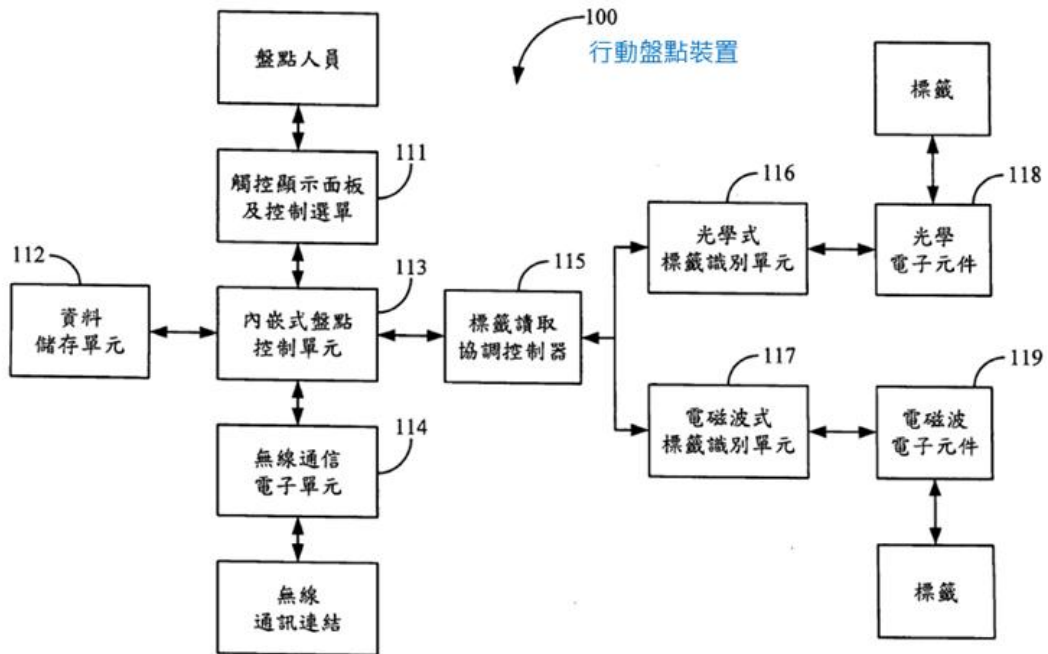 100
行動盤點裝置
盤點人員
標籤
111
觸控顯示面板
及控制選單
116
光學式
標籤識別單元
118
光學
電子元件
112
資料
儲存單元
113
內嵌式盤點
控制單元
115
標籤讀取
協調控制器
117
電磁波式
標籤識別單元
119
電磁波
電子元件
114
無線通信
電子單元
無線
通訊連結
標籤